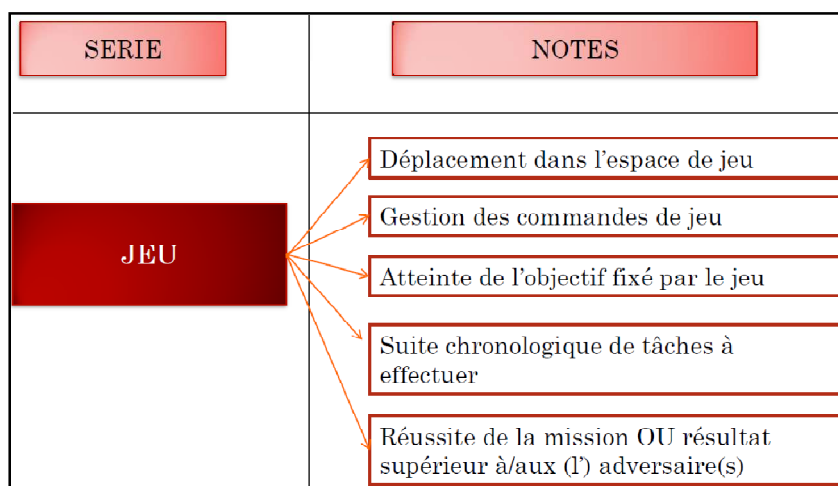 SERIE
NOTES
JEU
Déplacement dans l'espace de jeu
Gestion des commandes de jeu
Atteinte de l'objectif fixé par le jeu
Suite chronologique de tâches à
effectuer
Réussite de la mission OU résultat
supérieur à/aux (l') adversaire(s)